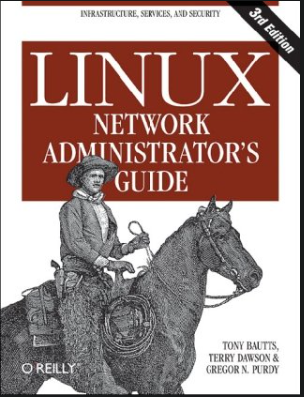 INFRASTRUCTURE, SERVICES, AND SECURITY
3rd Edition
LINUX
NETWORK
ADMINISTRATOR'S
GUIDE
TONY BAUTTS,
TERRY DAWSON &
GREGOR N. PURDY
O'REILLY